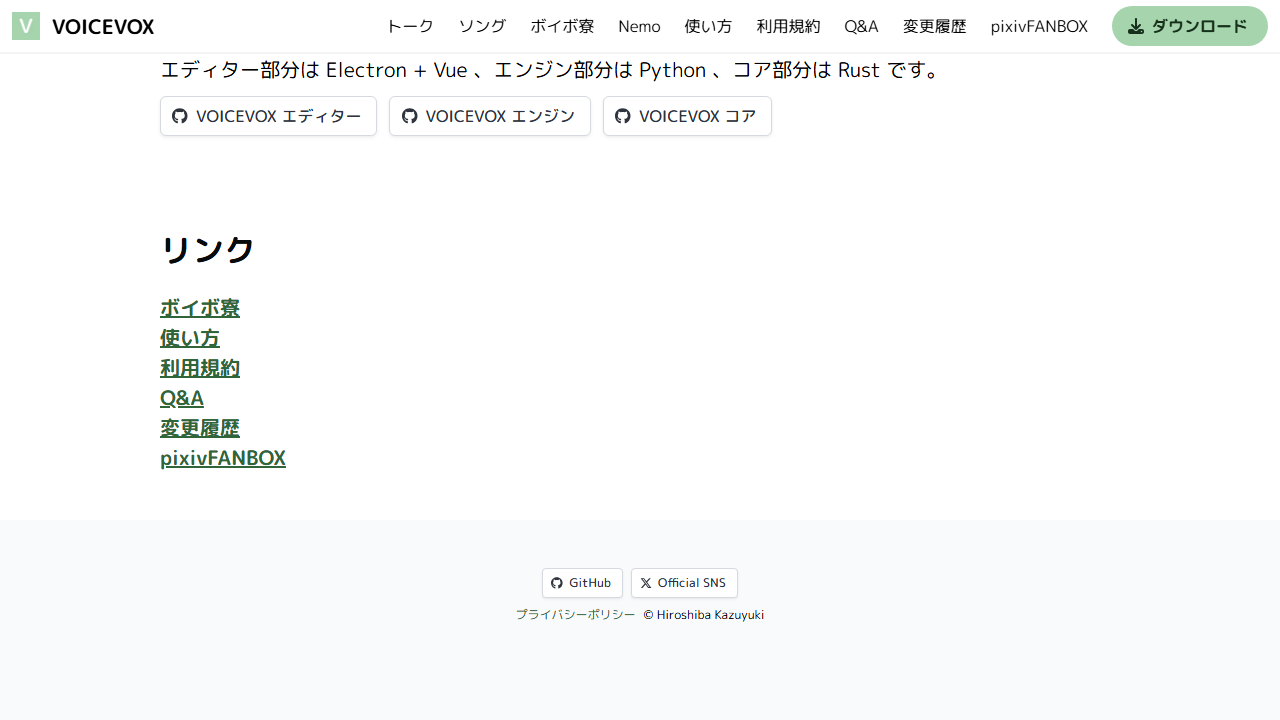 V VOICEVOX トーク ソング ボイボ寮 Nemo 使い方 利用規約 Q&A 変更履歴 pixivFANBOX ダウンロード
エディター部分は Electron + Vue 、エンジン部分は Python 、コア部分は Rust です。
VOICEVOX エディター VOICEVOX エンジン VOICEVOX コア
リンク
ボイボ寮
使い方
利用規約
Q&A
変更履歴
pixivFANBOX
GitHub Official SNS
プライバシーポリシー © Hiroshiba Kazuyuki